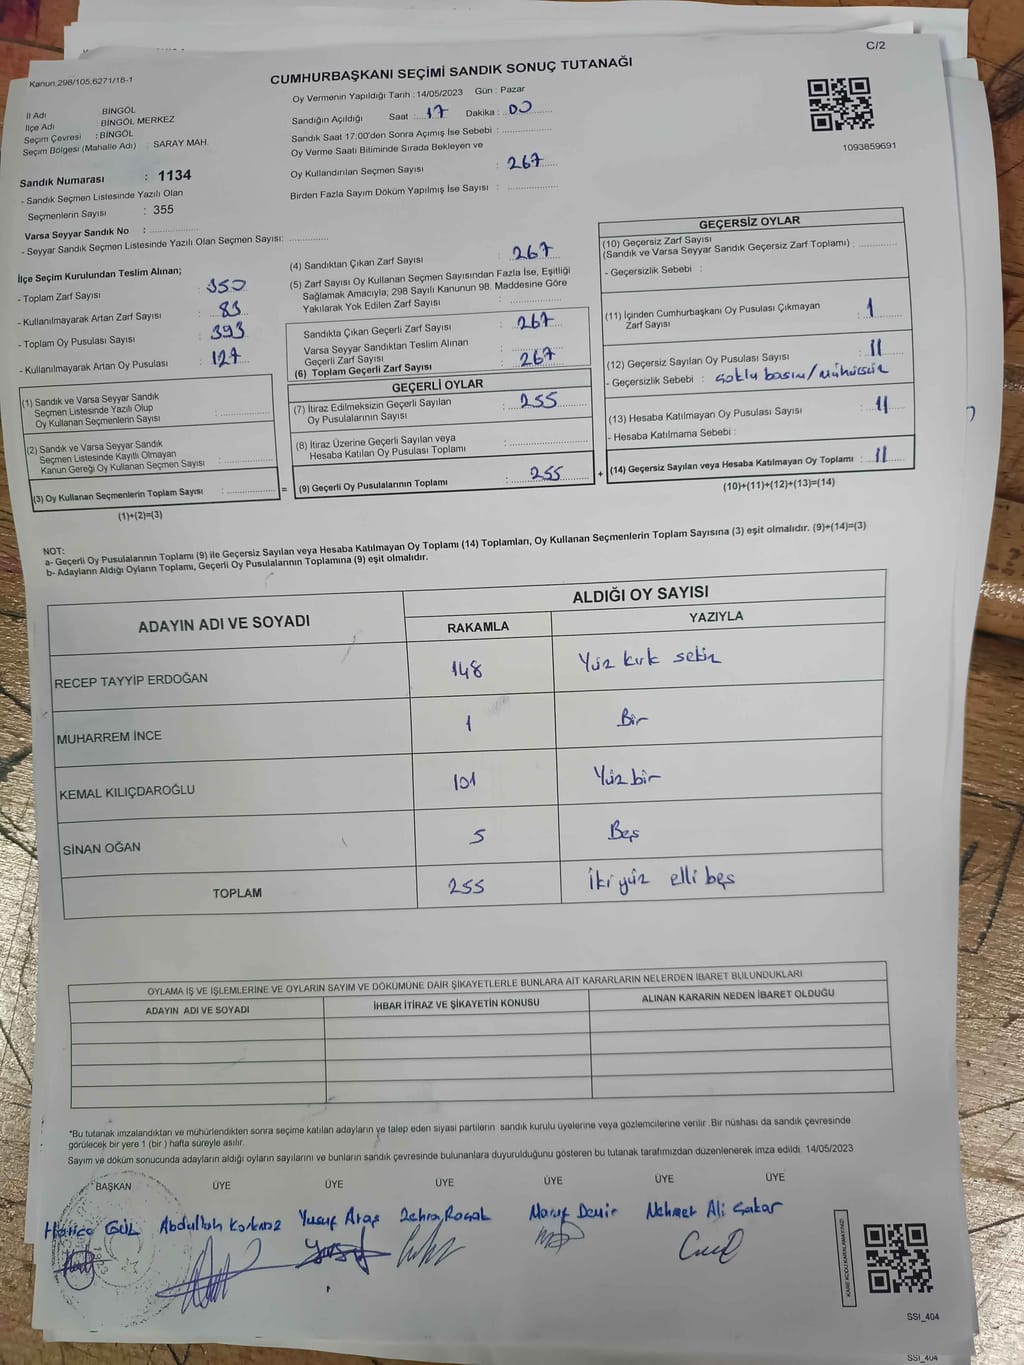 C/2
Kanun:298/105,6271/18-1
CUMHURBAŞKANI SEÇİMİ SANDIK SONUÇ TUTANAĞI
İl Adı BİNGÖL
İlçe Adı : BİNGÖL MERKEZ
Seçim Çevresi : BİNGÖL
Seçim Bölgesi (Mahalle Adı) : SARAY MAH.
Sandık Numarası : 1134
- Sandık Seçmen Listesinde Yazılı Olan
Seçmenlerin Sayısı : 355
Varsa Seyyar Sandık No :
- Seyyar Sandık Seçmen Listesinde Yazılı Olan Seçmen Sayısı:
Oy Vermenin Yapıldığı Tarih : 14/05/2023 Gün : Pazar
Sandığın Açıldığı Saat : 17 Dakika : 00
Sandık Saat 17:00'den Sonra Açımış İse Sebebi :
Oy Verme Saati Bitiminde Sırada Bekleyen ve
Oy Kullandırılan Seçmen Sayısı : 267
Birden Fazla Sayım Döküm Yapılmış İse Sayısı :
1093859691
İlçe Seçim Kurulundan Teslim Alınan;
- Toplam Zarf Sayısı : 350
- Kullanılmayarak Artan Zarf Sayısı : 83
- Toplam Oy Pusulası Sayısı : 393
- Kullanılmayarak Artan Oy Pusulası : 127
(1) Sandık ve Varsa Seyyar Sandık
Seçmen Listesinde Yazılı Olup
Oy Kullanan Seçmenlerin Sayısı :
(2) Sandık ve Varsa Seyyar Sandık
Seçmen Listesinde Kayıtlı Olmayan
Kanun Gereği Oy Kullanan Seçmen Sayısı :
(3) Oy Kullanan Seçmenlerin Toplam Sayısı : =
(1)+(2)=(3)
(4) Sandıktan Çıkan Zarf Sayısı : 267
(5) Zarf Sayısı Oy Kullanan Seçmen Sayısından Fazla İse, Eşitliği
Sağlamak Amacıyla; 298 Sayılı Kanunun 98. Maddesine Göre
Yakılarak Yok Edilen Zarf Sayısı :
Sandıkta Çıkan Geçerli Zarf Sayısı : 267
Varsa Seyyar Sandıktan Teslim Alınan
Geçerli Zarf Sayısı :
(6) Toplam Geçerli Zarf Sayısı : 267
GEÇERLİ OYLAR
(7) İtiraz Edilmeksizin Geçerli Sayılan
Oy Pusulalarının Sayısı : 255
(8) İtiraz Üzerine Geçerli Sayılan veya
Hesaba Katılan Oy Pusulası Toplamı :
(9) Geçerli Oy Pusulalarının Toplamı : 255 +
GEÇERSİZ OYLAR
(10) Geçersiz Zarf Sayısı
(Sandık ve Varsa Seyyar Sandık Geçersiz Zarf Toplamı) :
- Geçersizlik Sebebi :
(11) İçinden Cumhurbaşkanı Oy Pusulası Çıkmayan
Zarf Sayısı : 1
(12) Geçersiz Sayılan Oy Pusulası Sayısı : 11
- Geçersizlik Sebebi : çoklu basım/mühürsüz
(13) Hesaba Katılmayan Oy Pusulası Sayısı : 11
- Hesaba Katılmama Sebebi :
(14) Geçersiz Sayılan veya Hesaba Katılmayan Oy Toplamı : 11
(10)+(11)+(12)+(13)=(14)
NOT:
a- Geçerli Oy Pusulalarının Toplamı (9) ile Geçersiz Sayılan veya Hesaba Katılmayan Oy Toplamı (14) Toplamları, Oy Kullanan Seçmenlerin Toplam Sayısına (3) eşit olmalıdır. (9)+(14)=(3)
b- Adayların Aldığı Oyların Toplamı, Geçerli Oy Pusulalarının Toplamına (9) eşit olmalıdır.
ADAYIN ADI VE SOYADI ALDIĞI OY SAYISI
RAKAMLA YAZIYLA
RECEP TAYYİP ERDOĞAN 148 Yüz kırk sekiz
MUHARREM İNCE 1 Bir
KEMAL KILIÇDAROĞLU 101 Yüz bir
SİNAN OĞAN 5 Beş
TOPLAM 255 İki yüz elli beş
OYLAMA İŞ VE İŞLEMLERİNE VE OYLARIN SAYIM VE DÖKÜMÜNE DAİR ŞİKAYETLERLE BUNLARA AİT KARARLARIN NELERDEN İBARET BULUNDUKLARI
ADAYIN ADI VE SOYADI İHBAR İTİRAZ VE ŞİKAYETİN KONUSU ALINAN KARARIN NEDEN İBARET OLDUĞU
*Bu tutanak imzalandıktan ve mühürlendikten sonra seçime katılan adayların ve talep eden siyasi partilerin sandık kurulu üyelerine veya gözlemcilerine verilir. Bir nüshası da sandık çevresinde
görülecek bir yere 1 (bir) hafta süreyle asılır.
Sayım ve döküm sonucunda adayların aldığı oyların sayılarını ve bunların sandık çevresinde bulunanlara duyurulduğunu gösteren bu tutanak tarafımızdan düzenlenerek imza edildi. 14/05/2023
BAŞKAN ÜYE ÜYE ÜYE ÜYE ÜYE ÜYE
GÜL Abdullah Korkmaz Yusuf Araş Zehra Maruf Demir Mehmet Ali Çakar
KARE KODU KARALAMAYINIZ!
SSI_404
SSI_404